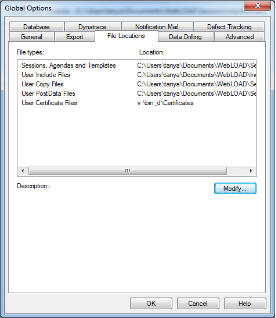 Global Options
Database Dynatrace Notification Mail Defect Tracking
General Export File Locations Data Drilling Advanced
File types: Location:
Sessions, Agendas and Templates C:\Users\tanya\Documents\WebLOAD\Se
User Include Files C:\Users\tanya\Documents\WebLOAD\Inc
User Copy Files C:\Users\tanya\Documents\WebLOAD\Se
User PostData Files C:\Users\tanya\Documents\WebLOAD\Se
User Certificate Files \bin_d\Certificates
Description: Modify...
OK Cancel Help